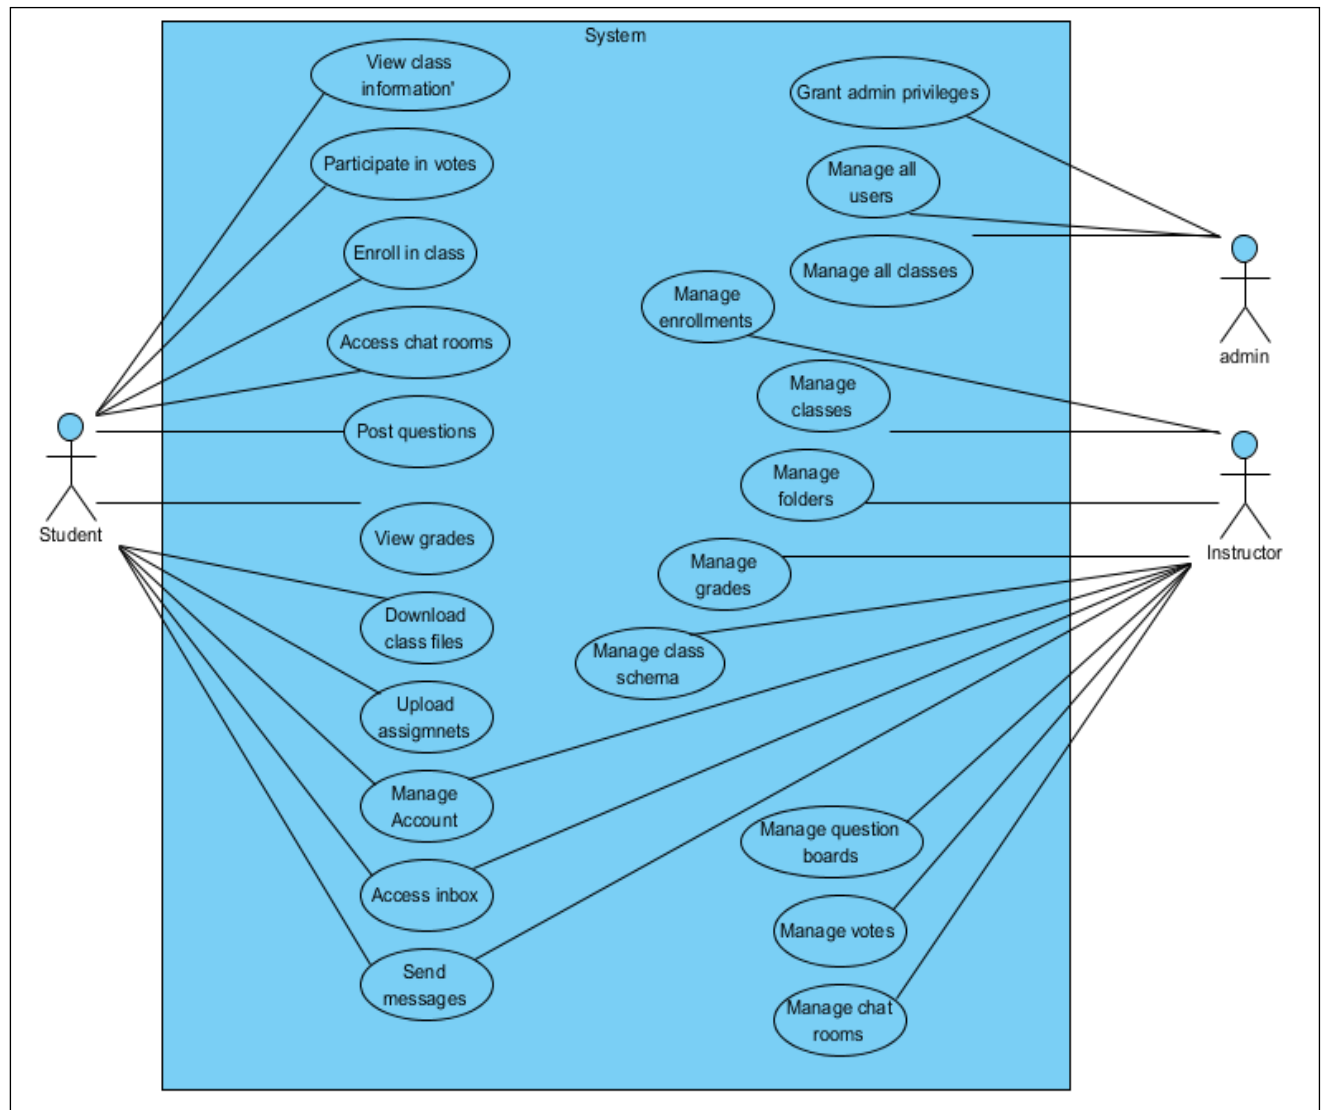 System
View class
information'
Participate in votes
Enroll in class
Access chat rooms
Post questions
View grades
Download
class files
Upload
assigmnets
Manage
Account
Access inbox
Send
messages
Grant admin privileges
Manage all
users
Manage all classes
Manage
enrollments
Manage
classes
Manage
folders
Manage
grades
Manage class
schema
Manage question
boards
Manage votes
Manage chat
rooms
Student
admin
Instructor